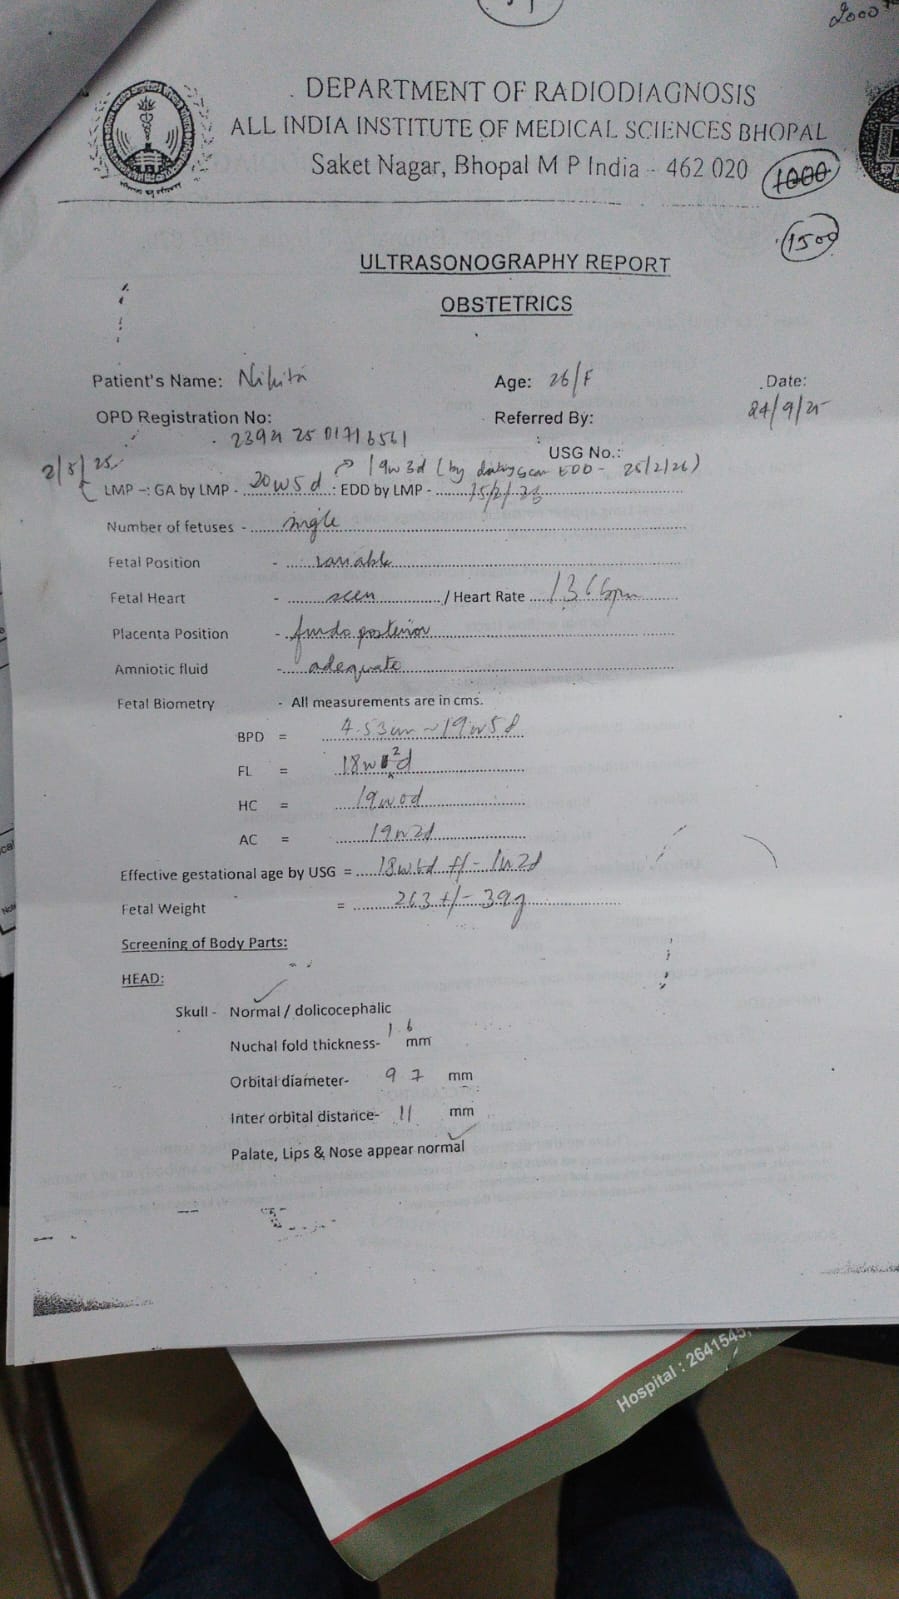 2000
DEPARTMENT OF RADIODIAGNOSIS
ALL INDIA INSTITUTE OF MEDICAL SCIENCES BHOPAL
Saket Nagar, Bhopal M P India - 462 020
1000
1500
ULTRASONOGRAPHY REPORT
OBSTETRICS
Patient's Name: Nikita Age: 26/F Date:
OPD Registration No: Referred By: 24/9/25
USG No.:
2/5/25 19w3d (by dating scan EDD - 25/2/26)
LMP -: GA by LMP - 20w5d : EDD by LMP -
Number of fetuses - single
Fetal Position - variable
Fetal Heart - seen / Heart Rate 136bpm
Placenta Position - fundo posterior
Amniotic fluid - adequate
Fetal Biometry - All measurements are in cms.
BPD = 4.53cm ~ 19w5d
FL = 18w2d
HC = 19w0d
AC = 19w2d
Effective gestational age by USG = 18w6d +/- 1w2d
Fetal Weight = 263 +/- 39g
Screening of Body Parts:
HEAD:
Skull - Normal / dolicocephalic
Nuchal fold thickness- 1.6 mm
Orbital diameter- 9.7 mm
Inter orbital distance- 11 mm
Palate, Lips & Nose appear normal
Hospital : 2641545,